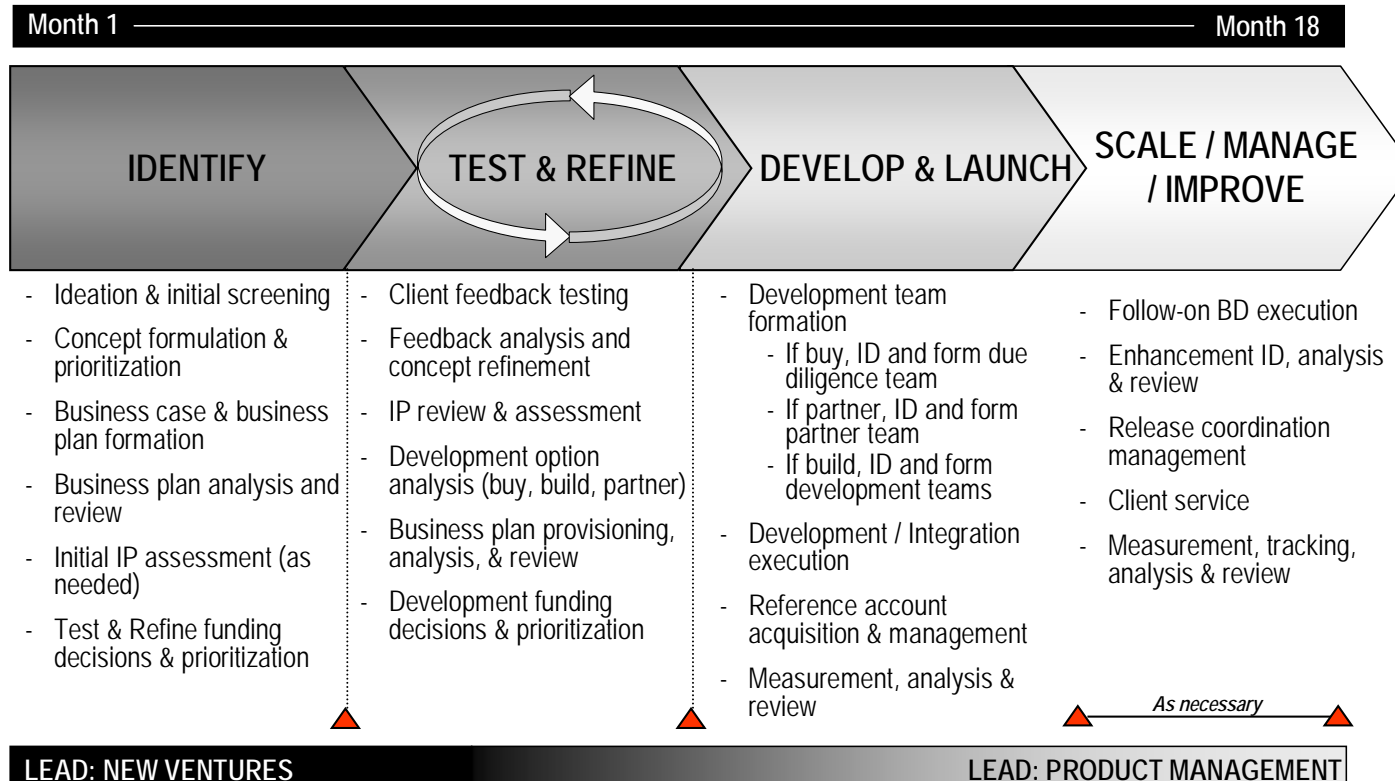 Month 1
Month 18
IDENTIFY
TEST & REFINE
DEVELOP & LAUNCH
SCALE / MANAGE
/ IMPROVE
- Ideation & initial screening
- Concept formulation &
prioritization
- Business case & business
plan formation
- Business plan analysis and
review
- Initial IP assessment (as
needed)
- Test & Refine funding
decisions & prioritization
- Client feedback testing
- Feedback analysis and
concept refinement
- IP review & assessment
- Development option
analysis (buy, build, partner)
- Business plan provisioning,
analysis, & review
- Development funding
decisions & prioritization
- Development team
formation
- If buy, ID and form due
diligence team
- If partner, ID and form
partner team
- If build, ID and form
development teams
- Development / Integration
execution
- Reference account
acquisition & management
- Measurement, analysis &
review
- Follow-on BD execution
- Enhancement ID, analysis
& review
- Release coordination
management
- Client service
- Measurement, tracking,
analysis & review
As necessary
LEAD: NEW VENTURES
LEAD: PRODUCT MANAGEMENT